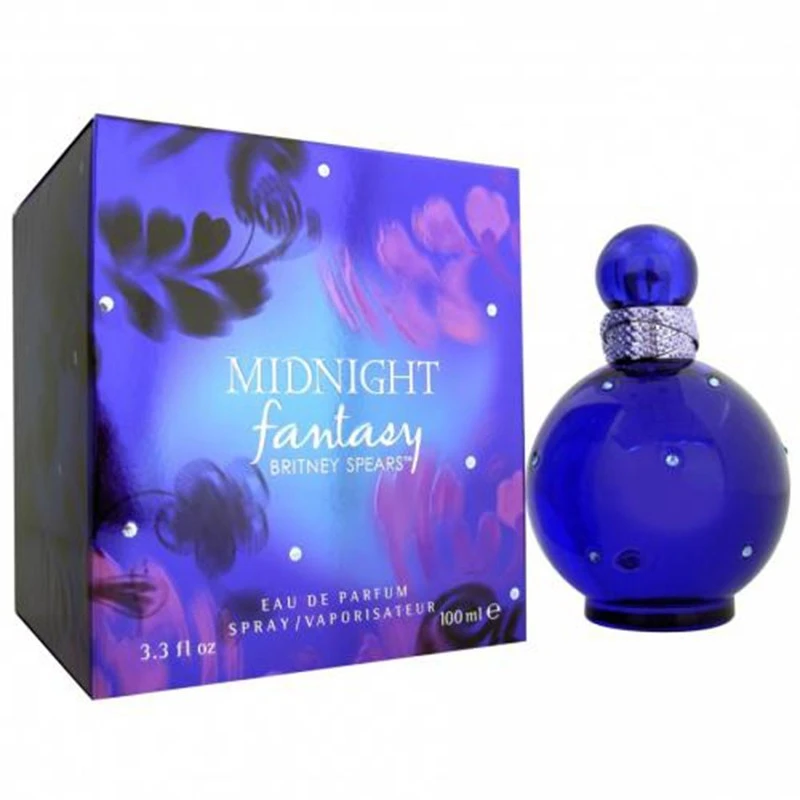 MIDNIGHT
fantasy
BRITNEY SPEARS™
EAU DE PARFUM
SPRAY/VAPORISATEUR
3.3 fl oz
100 ml ℮